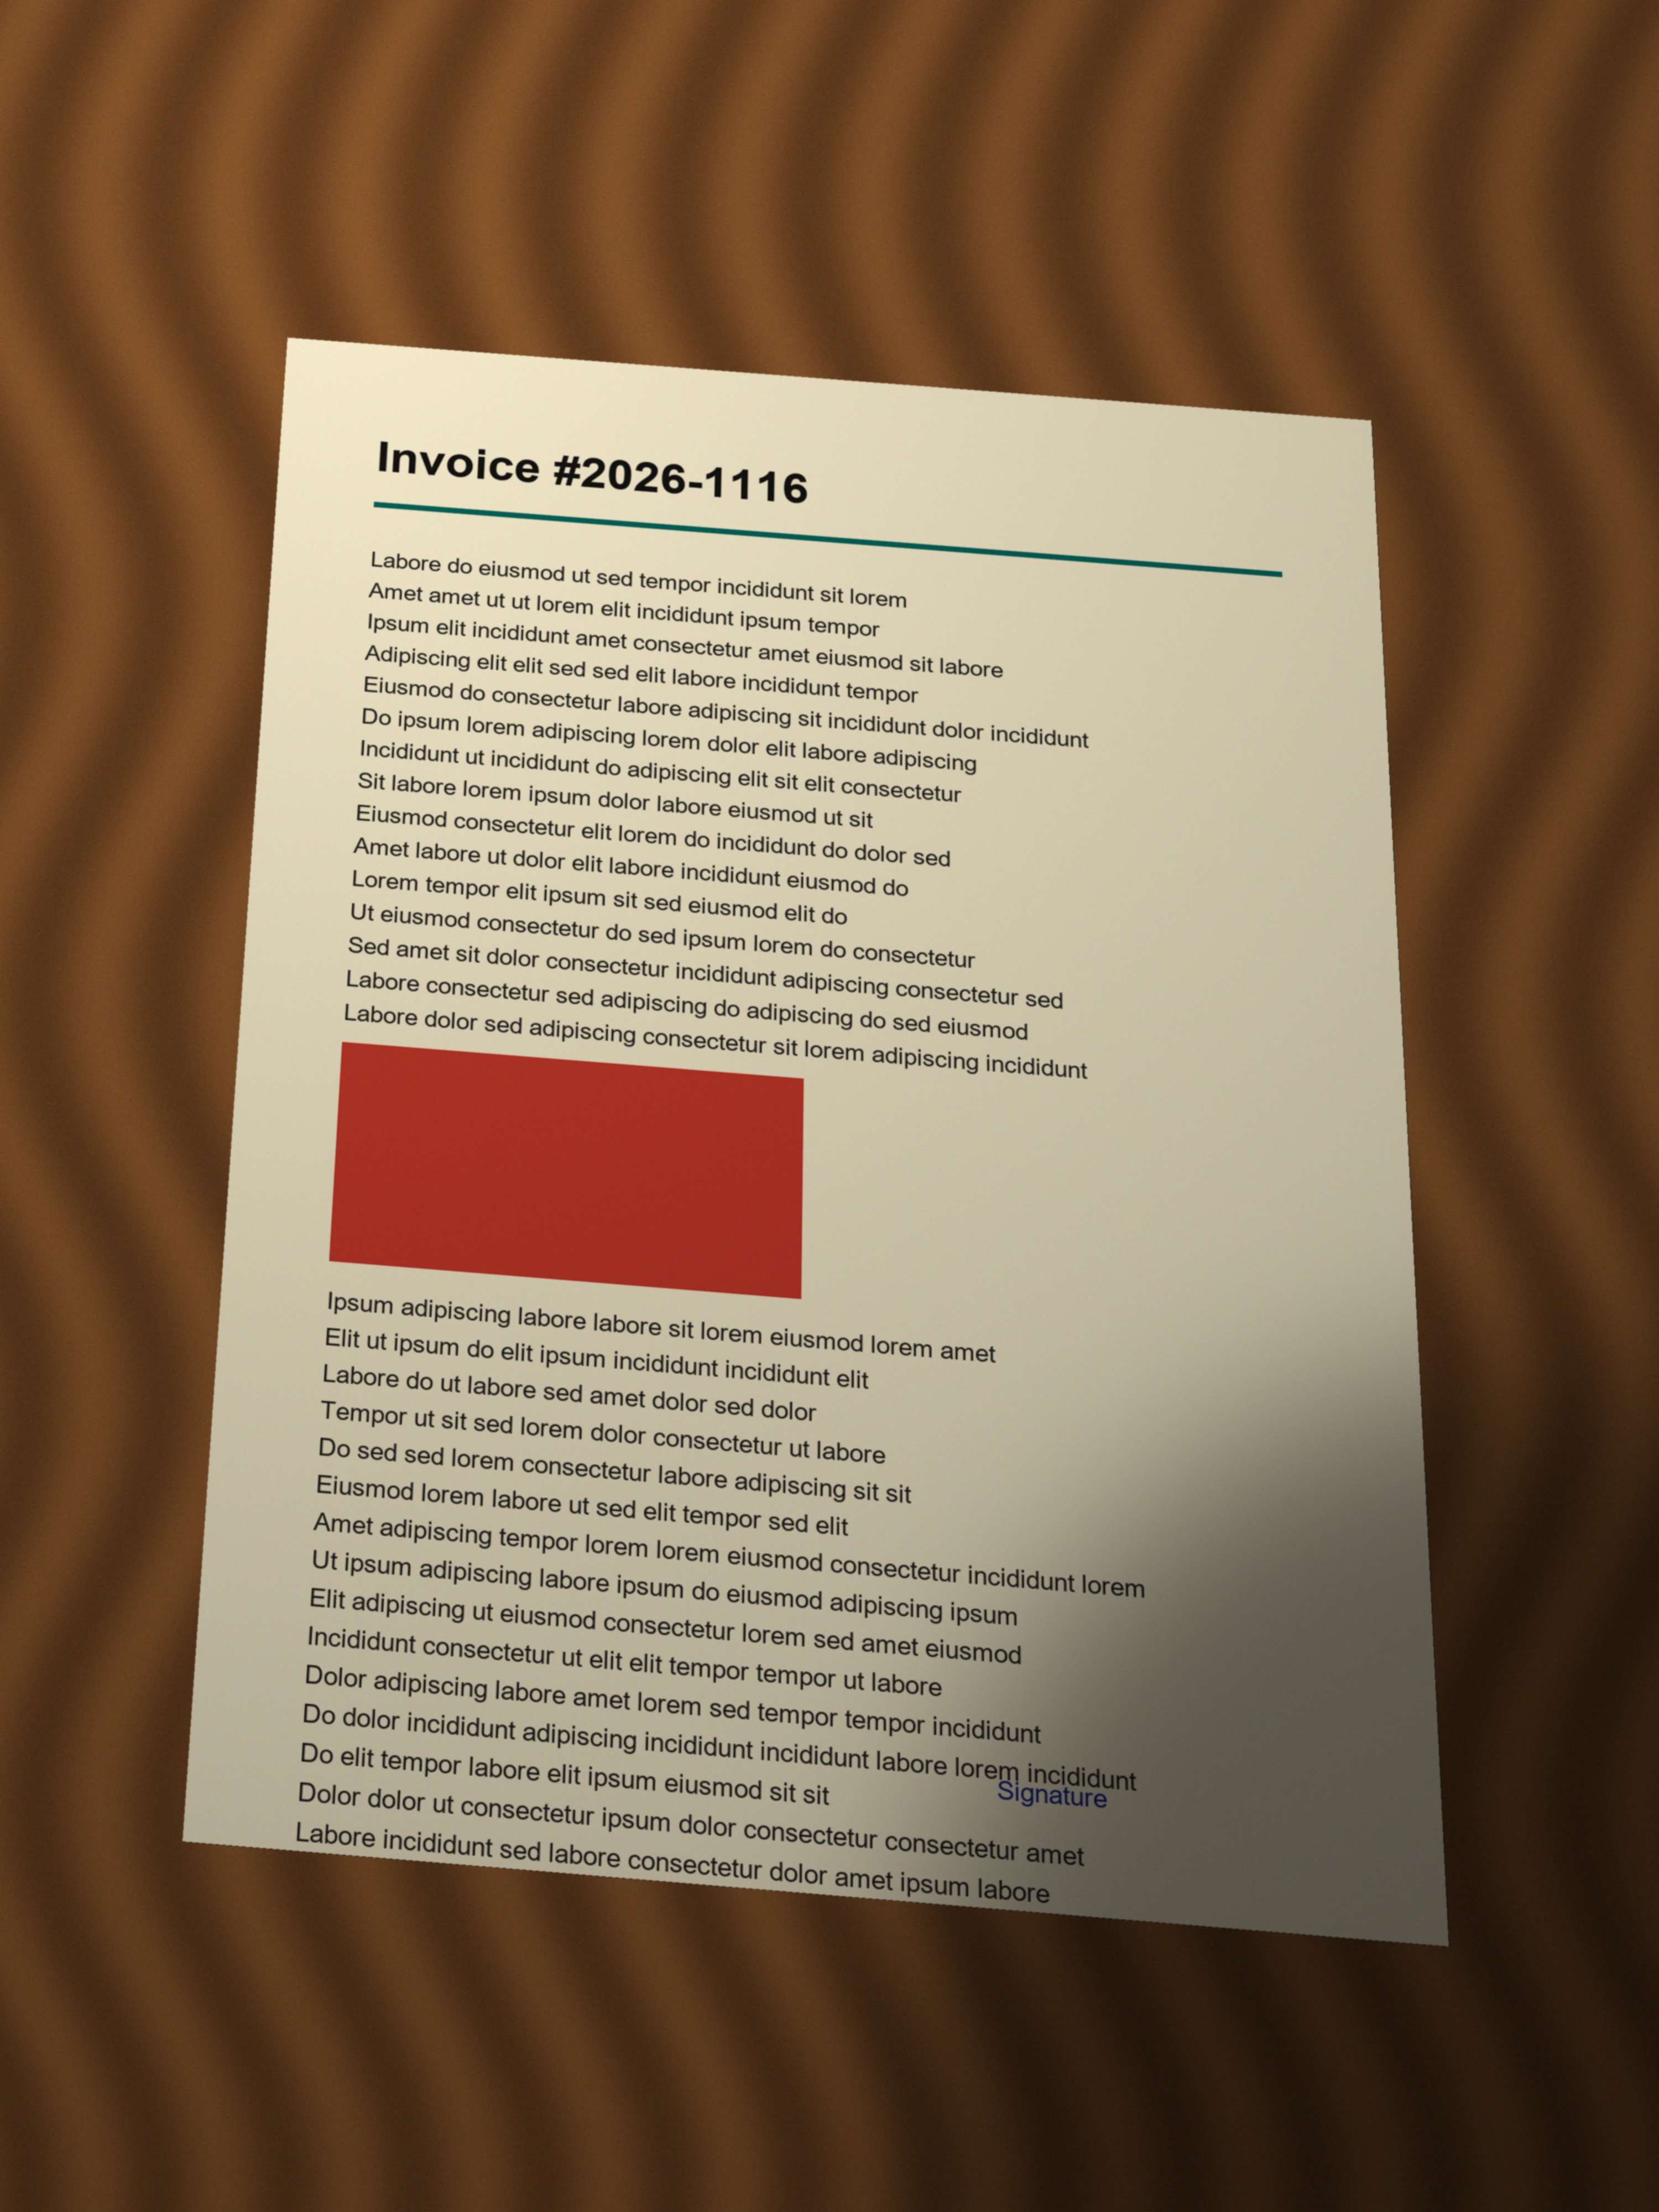 Invoice #2026-1116
Labore do eiusmod ut sed tempor incididunt sit lorem
Amet amet ut ut lorem elit incididunt ipsum tempor
Ipsum elit incididunt amet consectetur amet eiusmod sit labore
Adipiscing elit elit sed sed elit labore incididunt tempor
Eiusmod do consectetur labore adipiscing sit incididunt dolor incididunt
Do ipsum lorem adipiscing lorem dolor elit labore adipiscing
Incididunt ut incididunt do adipiscing elit sit elit consectetur
Sit labore lorem ipsum dolor labore eiusmod ut sit
Eiusmod consectetur elit lorem do incididunt do dolor sed
Amet labore ut dolor elit labore incididunt eiusmod do
Lorem tempor elit ipsum sit sed eiusmod elit do
Ut eiusmod consectetur do sed ipsum lorem do consectetur
Sed amet sit dolor consectetur incididunt adipiscing consectetur sed
Labore consectetur sed adipiscing do adipiscing do sed eiusmod
Labore dolor sed adipiscing consectetur sit lorem adipiscing incididunt
Ipsum adipiscing labore labore sit lorem eiusmod lorem amet
Elit ut ipsum do elit ipsum incididunt incididunt elit
Labore do ut labore sed amet dolor sed dolor
Tempor ut sit sed lorem dolor consectetur ut labore
Do sed sed lorem consectetur labore adipiscing sit sit
Eiusmod lorem labore ut sed elit tempor sed elit
Amet adipiscing tempor lorem lorem eiusmod consectetur incididunt lorem
Ut ipsum adipiscing labore ipsum do eiusmod adipiscing ipsum
Elit adipiscing ut eiusmod consectetur lorem sed amet eiusmod
Incididunt consectetur ut elit elit tempor tempor ut labore
Dolor adipiscing labore amet lorem sed tempor tempor incididunt
Do dolor incididunt adipiscing incididunt incididunt labore lorem incididunt
Do elit tempor labore elit ipsum eiusmod sit sit
Signature
Dolor dolor ut consectetur ipsum dolor consectetur consectetur amet
Labore incididunt sed labore consectetur dolor amet ipsum labore